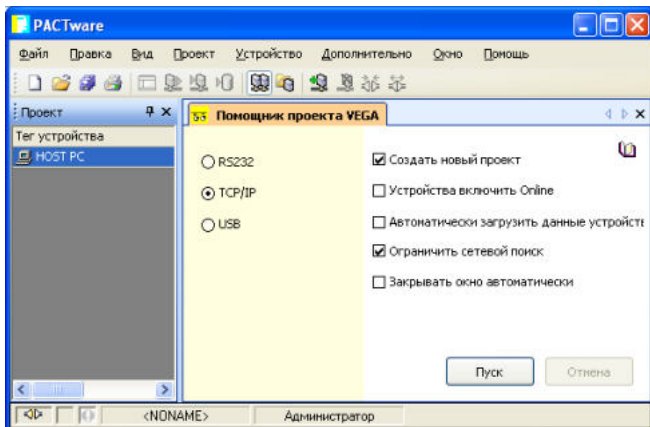 PACTware
Файл Правка Вид Проект Устройство Дополнительно Окно Помощь
Проект
Помощник проекта VEGA
Тег устройства
HOST PC
RS232
TCP/IP
USB
Создать новый проект
Устройства включить Online
Автоматически загрузить данные устройств
Ограничить сетевой поиск
Закрывать окно автоматически
Пуск
Отмена
<NONAME>
Администратор